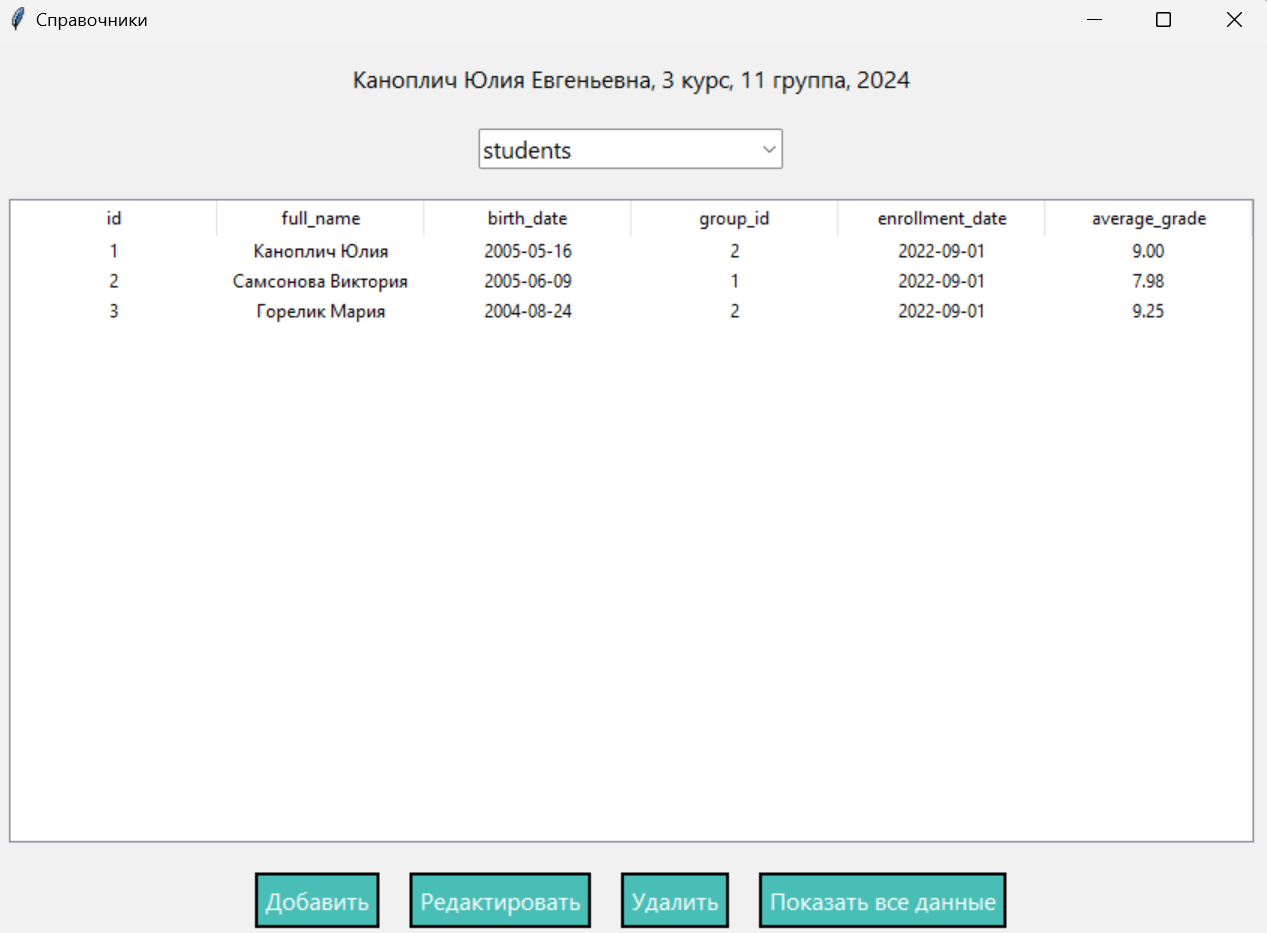 Справочники
Каноплич Юлия Евгеньевна, 3 курс, 11 группа, 2024
students
id full_name birth_date group_id enrollment_date average_grade
1 Каноплич Юлия 2005-05-16 2 2022-09-01 9.00
2 Самсонова Виктория 2005-06-09 1 2022-09-01 7.98
3 Горелик Мария 2004-08-24 2 2022-09-01 9.25
Добавить Редактировать Удалить Показать все данные